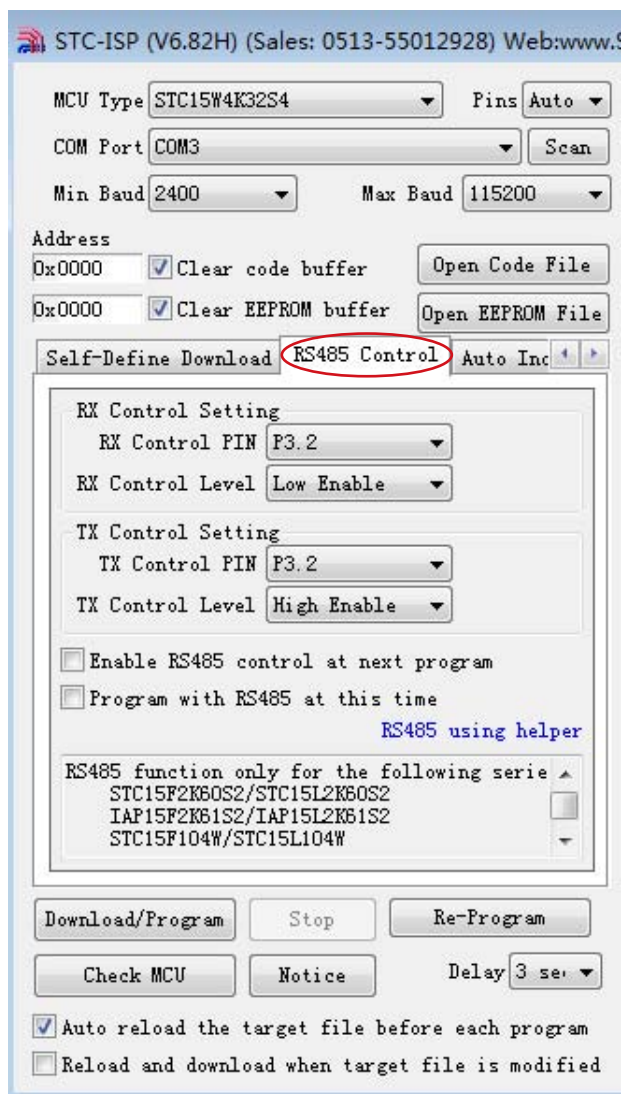 STC-ISP (V6.82H) (Sales: 0513-55012928) Web:www.
MCU Type STC15W4K32S4 Pins Auto
COM Port COM3 Scan
Min Baud 2400 Max Baud 115200
Address
0x0000 Clear code buffer Open Code File
0x0000 Clear EEPROM buffer Open EEPROM File
Self-Define Download RS485 Control Auto Inc
RX Control Setting
RX Control PIN P3.2
RX Control Level Low Enable
TX Control Setting
TX Control PIN P3.2
TX Control Level High Enable
Enable RS485 control at next program
Program with RS485 at this time
RS485 using helper
RS485 function only for the following serie
STC15F2K60S2/STC15L2K60S2
IAP15F2K61S2/IAP15L2K61S2
STC15F104W/STC15L104W
Download/Program Stop Re-Program
Check MCU Notice Delay 3 se
Auto reload the target file before each program
Reload and download when target file is modified